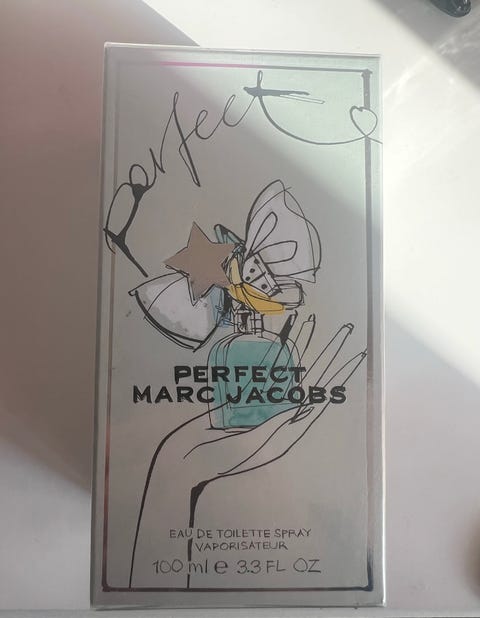 perfect
PERFECT
MARC JACOBS
EAU DE TOILETTE SPRAY
VAPORISATEUR
100 ml e 3.3 FL OZ